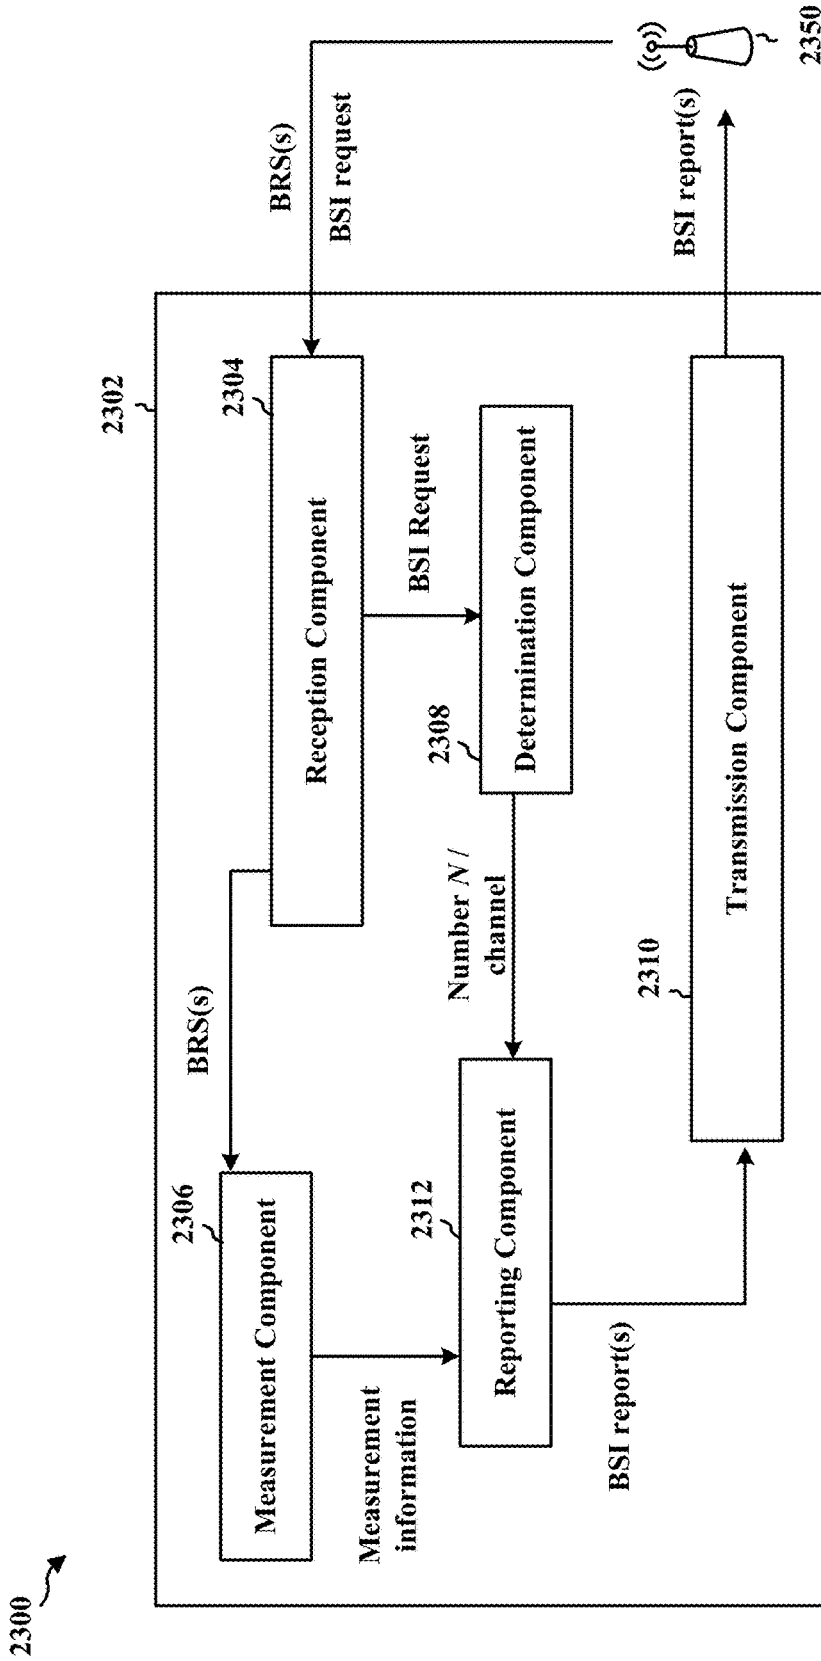 2300
2302
2306
Measurement Component
BRS(s)
2304
Reception Component
BRS(s)
BSI request
Measurement
information
BSI Request
2312
Reporting Component
Number N /
channel
2308
Determination Component
BSI report(s)
2310
Transmission Component
BSI report(s)
2350